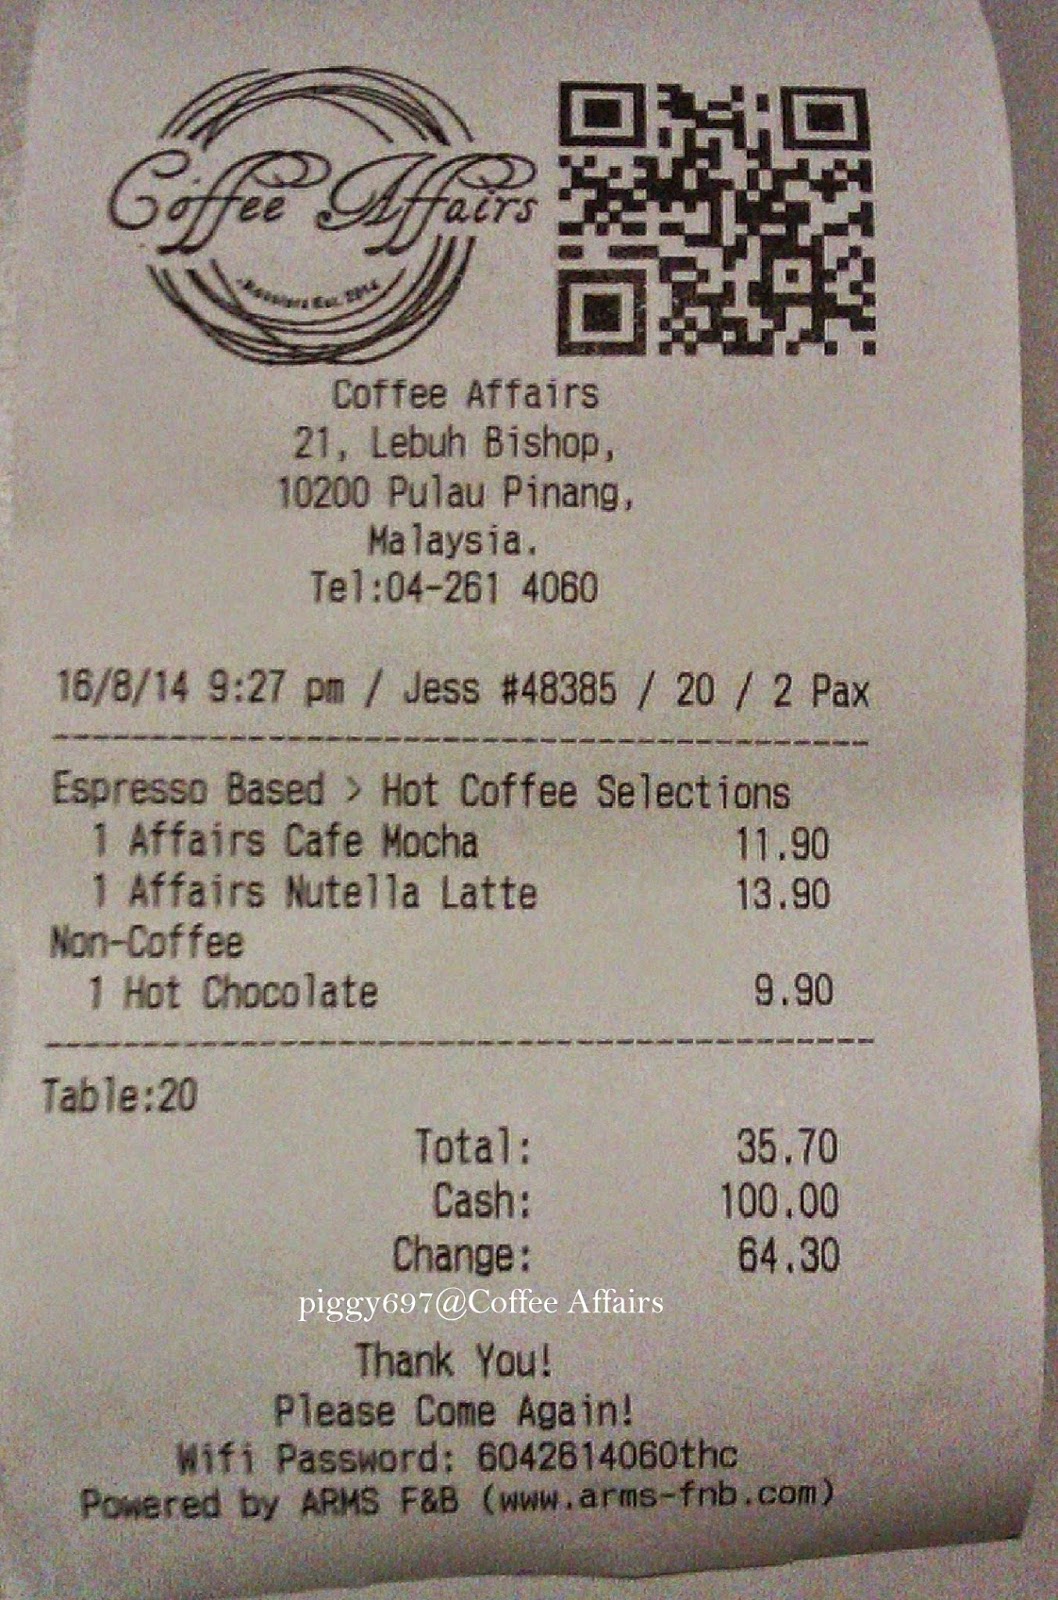 Coffee Affairs
Est. 2014
Coffee Affairs
21, Lebuh Bishop,
10200 Pulau Pinang,
Malaysia.
Tel:04-261 4060
16/8/14 9:27 pm / Jess #48385 / 20 / 2 Pax
Espresso Based > Hot Coffee Selections
1 Affairs Cafe Mocha 11.90
1 Affairs Nutella Latte 13.90
Non-Coffee
1 Hot Chocolate 9.90
Table:20
Total: 35.70
Cash: 100.00
Change: 64.30
piggy697@Coffee Affairs
Thank You!
Please Come Again!
Wifi Password: 6042614060thc
Powered by ARMS F&B (www.arms-fnb.com)